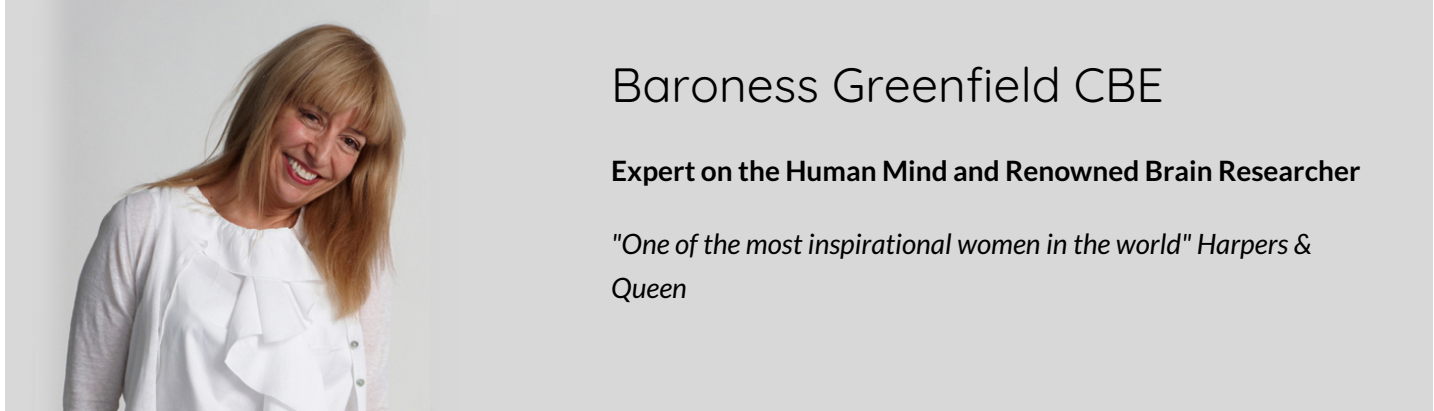 Baroness Greenfield CBE
Expert on the Human Mind and Renowned Brain Researcher
"One of the most inspirational women in the world" Harpers &
Queen